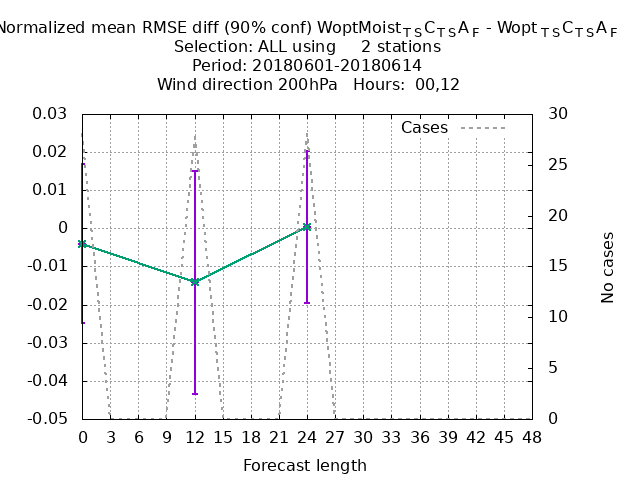 Normalized mean RMSE diff (90% conf) WoptMoistTSCTSAF - WoptTSCTSAF
Selection: ALL using 2 stations
Period: 20180601-20180614
Wind direction 200hPa Hours: 00,12
Cases
0.03
0.02
0.01
0
-0.01
-0.02
-0.03
-0.04
-0.05
30
25
20
15
10
5
0
No cases
0 3 6 9 12 15 18 21 24 27 30 33 36 39 42 45 48
Forecast length